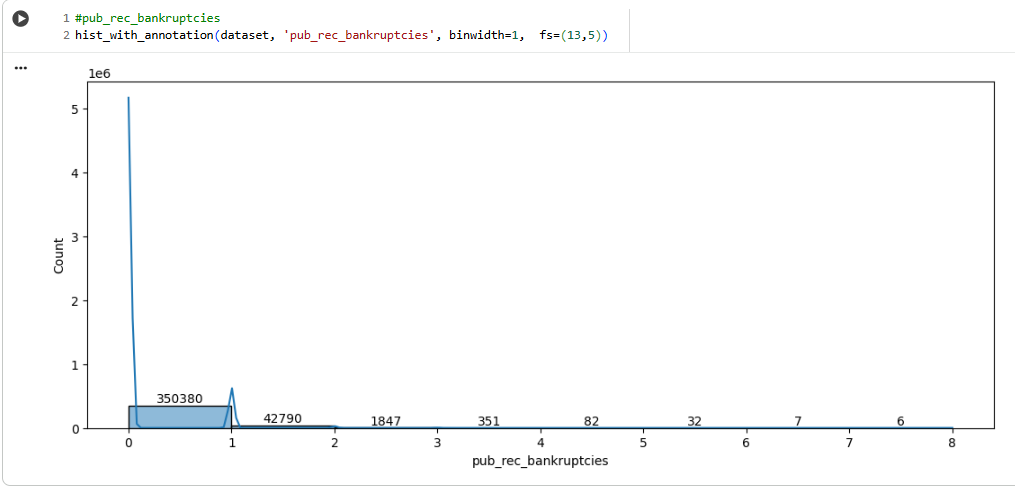 1 #pub_rec_bankruptcies
2 hist_with_annotation(dataset, 'pub_rec_bankruptcies', binwidth=1,  fs=(13,5))
1e6
5
4
3
2
1
0
Count
350380
42790
1847
351
82
32
7
6
0 1 2 3 4 5 6 7 8
pub_rec_bankruptcies